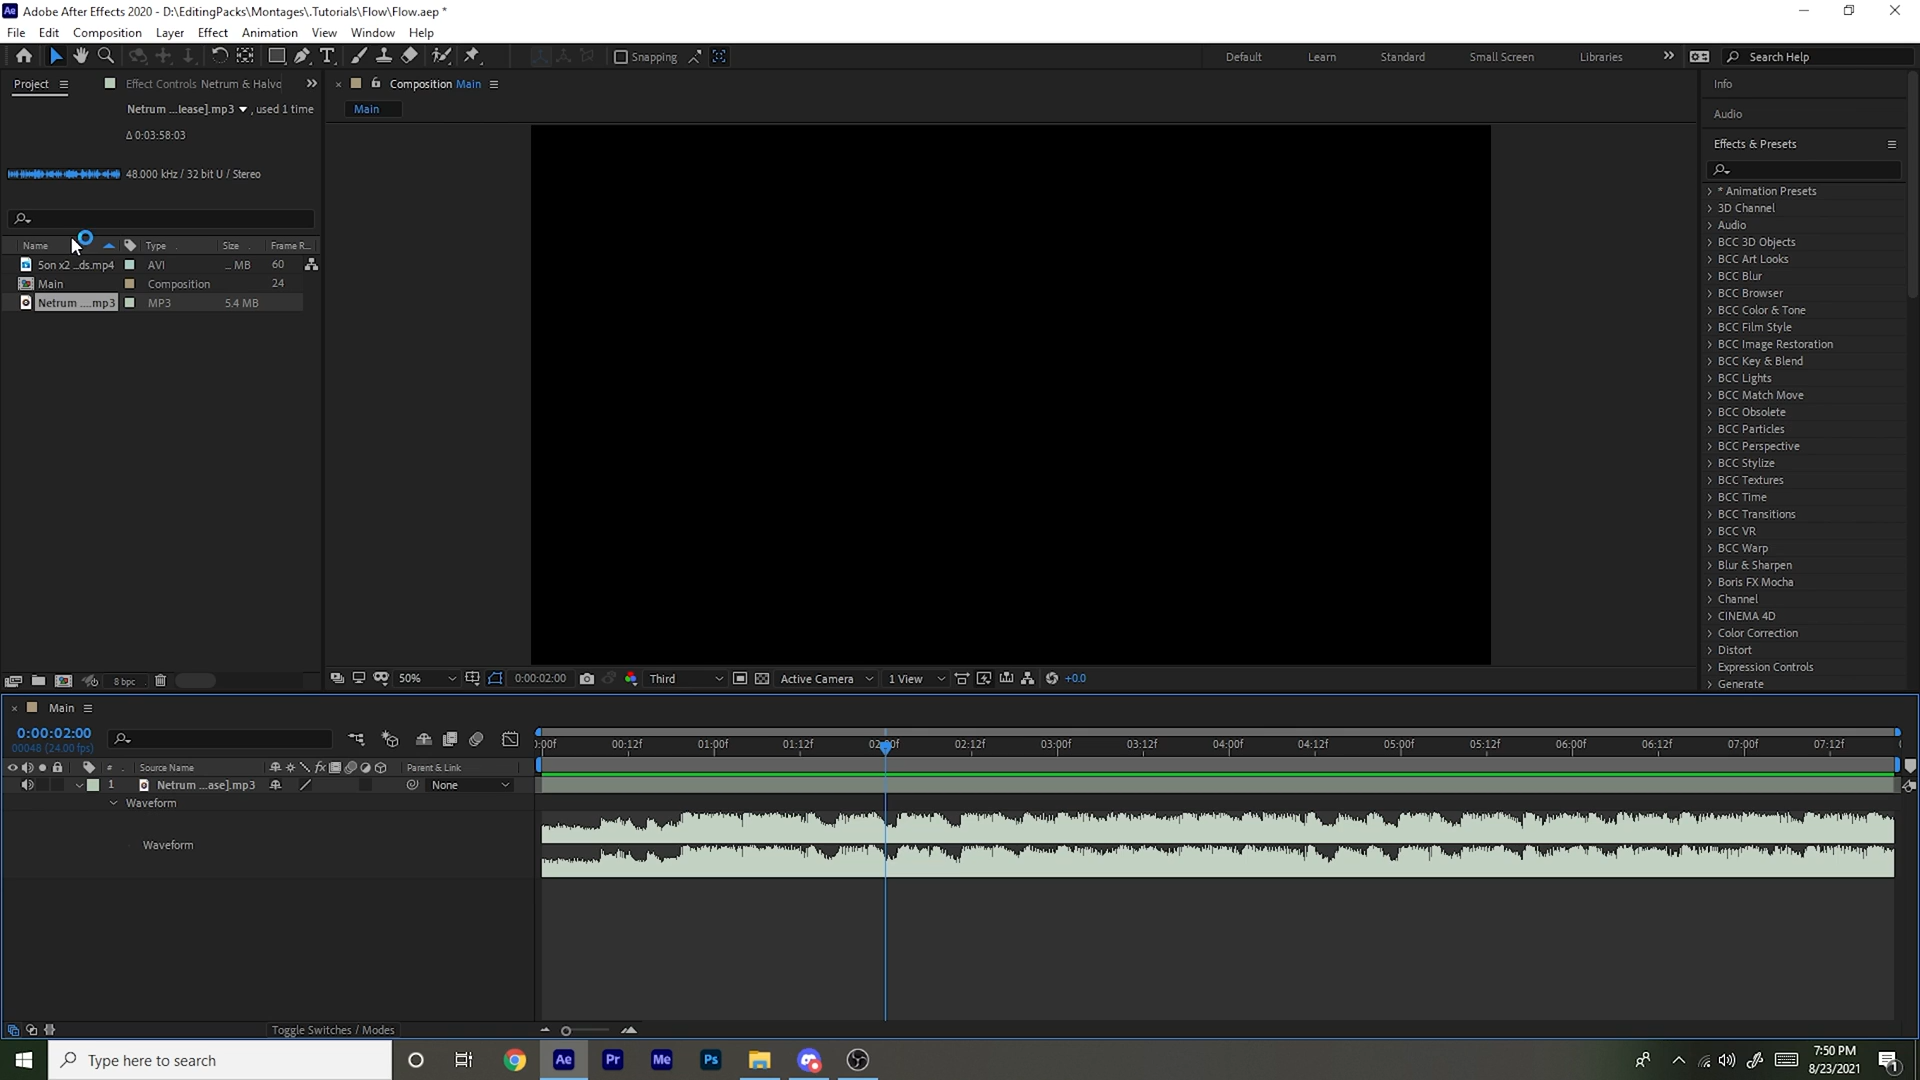 Adobe After Effects 2020 - D:\EditingPacks\Montages\.Tutorials\Flow\Flow.aep *
File Edit Composition Layer Effect Animation View Window Help
Snapping Default Learn Standard Small Screen Libraries Search Help
Project Effect Controls Netrum & Halvo
Netrum ...lease].mp3 , used 1 time
Δ 0:03:58:03
48.000 kHz / 32 bit U / Stereo
Name Type Size Frame R...
5on x2 ...ds.mp4 AVI ... MB 60
Main Composition 24
Netrum ....mp3 MP3 5.4 MB
8 bpc
Composition Main
Main
50% 0:00:02:00 Third Active Camera 1 View +0.0
Info
Audio
Effects & Presets
* Animation Presets
3D Channel
Audio
BCC 3D Objects
BCC Art Looks
BCC Blur
BCC Browser
BCC Color & Tone
BCC Film Style
BCC Image Restoration
BCC Key & Blend
BCC Lights
BCC Match Move
BCC Obsolete
BCC Particles
BCC Perspective
BCC Stylize
BCC Textures
BCC Time
BCC Transitions
BCC VR
BCC Warp
Blur & Sharpen
Boris FX Mocha
Channel
CINEMA 4D
Color Correction
Distort
Expression Controls
Generate
Main
0:00:02:00
00048 (24.00 fps)
):00f 00:12f 01:00f 01:12f 02:00f 02:12f 03:00f 03:12f 04:00f 04:12f 05:00f 05:12f 06:00f 06:12f 07:00f 07:12f
# Source Name fx Parent & Link
1 Netrum ...ase].mp3 None
Waveform
Waveform
Toggle Switches / Modes
Type here to search
Ae Pr Me Ps
7:50 PM
8/23/2021
1